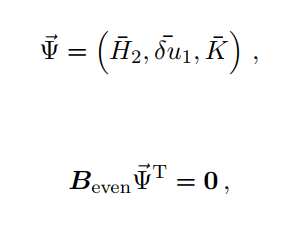 \vec{\Psi} = \left( \bar{H}_2, \bar{\delta u}_1, \bar{K} \right) ,
\boldsymbol{B}_{\text{even}} \vec{\Psi}^{\text{T}} = \boldsymbol{0} ,